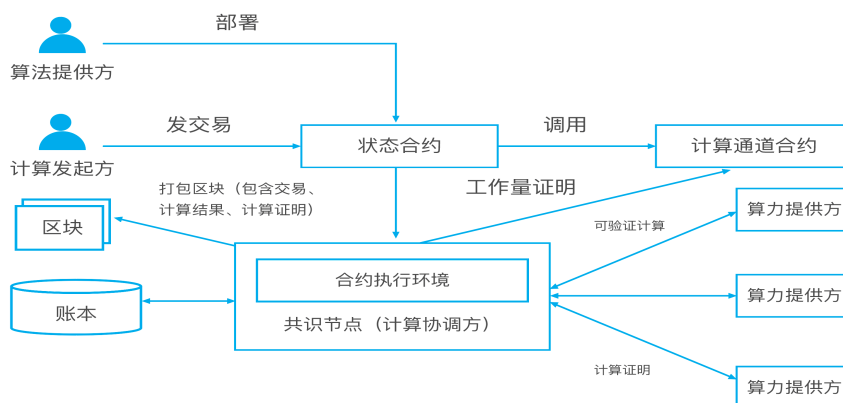 部署
算法提供方
发交易
状态合约
调用
计算通道合约
计算发起方
打包区块（包含交易、
计算结果、计算证明）
工作量证明
区块
可验证计算
算力提供方
合约执行环境
算力提供方
账本
共识节点（计算协调方）
计算证明
算力提供方